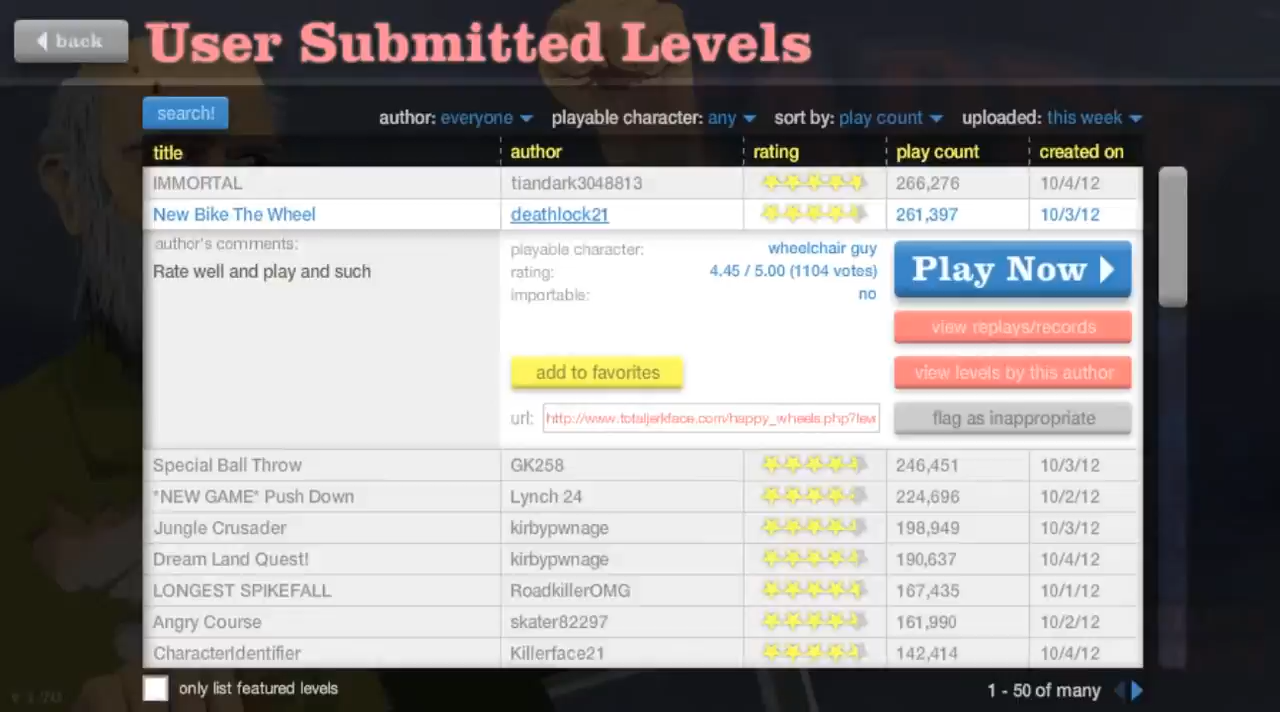 back
User Submitted Levels
search! author: everyone playable character: any sort by: play count uploaded: this week
title author rating play count created on
IMMORTAL tiandark3048813 266,276 10/4/12
New Bike The Wheel deathlock21 261,397 10/3/12
author's comments: playable character: wheelchair guy Play Now
Rate well and play and such rating: 4.45 / 5.00 (1104 votes)
importable: no
view replays/records
add to favorites view levels by this author
url: http://www.totaljerkface.com/happy_wheels.php?lev flag as inappropriate
Special Ball Throw GK258 246,451 10/3/12
*NEW GAME* Push Down Lynch 24 224,696 10/2/12
Jungle Crusader kirbypwnage 198,949 10/3/12
Dream Land Quest! kirbypwnage 190,637 10/4/12
LONGEST SPIKEFALL RoadkillerOMG 167,435 10/1/12
Angry Course skater82297 161,990 10/2/12
CharacterIdentifier Killerface21 142,414 10/4/12
only list featured levels 1 - 50 of many